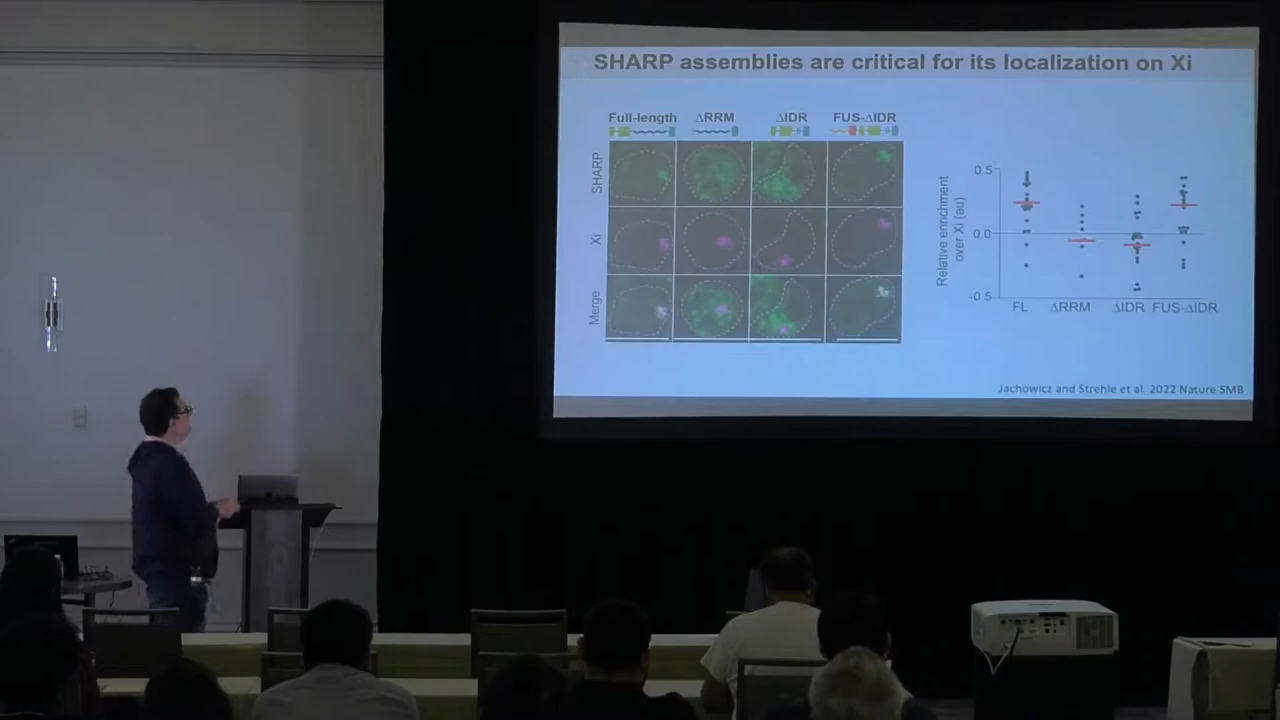 SHARP assemblies are critical for its localization on Xi
Full-length ΔRRM ΔIDR FUS-ΔIDR
SHARP
Xi
Merge
Relative enrichment
over Xi (au)
0.5
0.0
-0.5
FL ΔRRM ΔIDR FUS-ΔIDR
Jachowicz and Strehle et al. 2022 Nature SMB